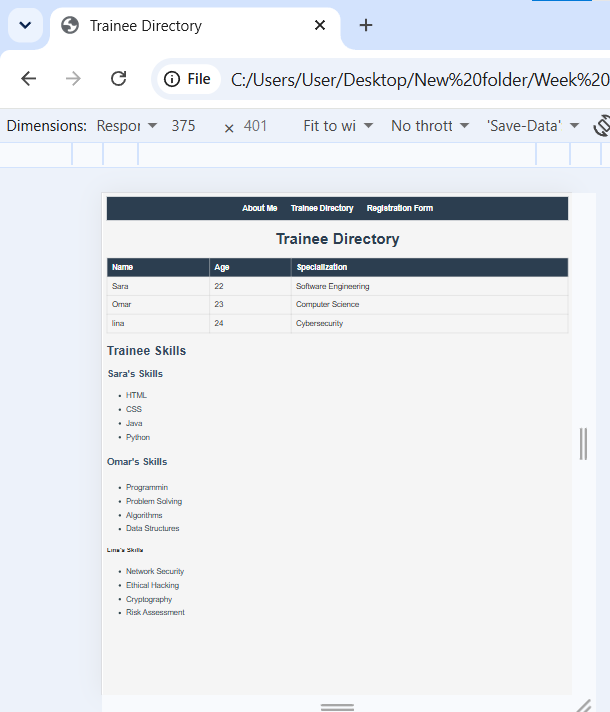 Trainee Directory
File C:/Users/User/Desktop/New%20folder/Week%20
Dimensions: Respor 375 x 401 Fit to wi No thrott 'Save-Data'
About Me Trainee Directory Registration Form
Trainee Directory
Name Age Specialization
Sara 22 Software Engineering
Omar 23 Computer Science
lina 24 Cybersecurity
Trainee Skills
Sara's Skills
• HTML
• CSS
• Java
• Python
Omar's Skills
• Programmin
• Problem Solving
• Algorithms
• Data Structures
Lina's Skills
• Network Security
• Ethical Hacking
• Cryptography
• Risk Assessment